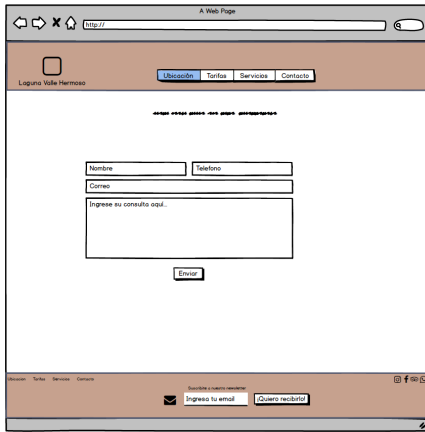 A Web Page
http://
Laguna Valle Hermoso
Ubicación Tarifas Servicios Contacto
Nombre
Telefono
Correo
Ingrese su consulta aquí..
Enviar
Ubicación Tarifas Servicios Contacto
Suscribite a nuestro newsletter
Ingresa tu email
¡Quiero recibirlo!